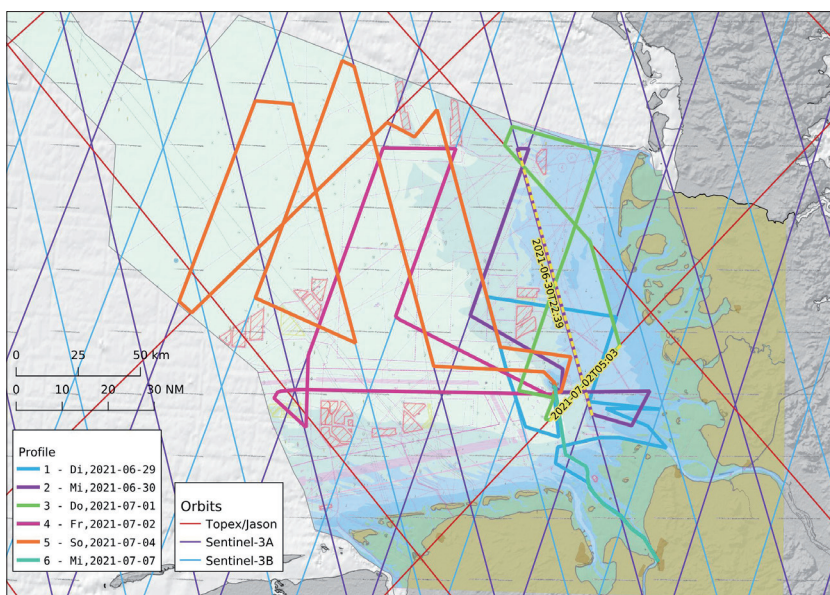 2021-06-30T22:39
2021-07-02T05:03
0 25 50 km
0 10 20 30 NM
Profile
1 - Di,2021-06-29
2 - Mi,2021-06-30
3 - Do,2021-07-01
4 - Fr,2021-07-02
5 - So,2021-07-04
6 - Mi,2021-07-07
Orbits
Topex/Jason
Sentinel-3A
Sentinel-3B